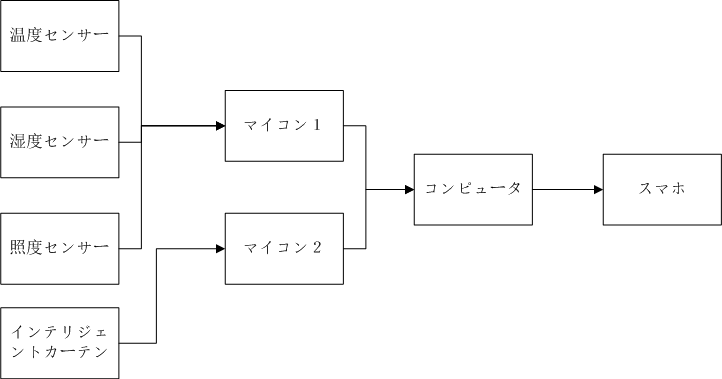 温度センサー
湿度センサー
照度センサー
インテリジェ
ントカーテン
マイコン 1
マイコン 2
コンピュータ
スマホ